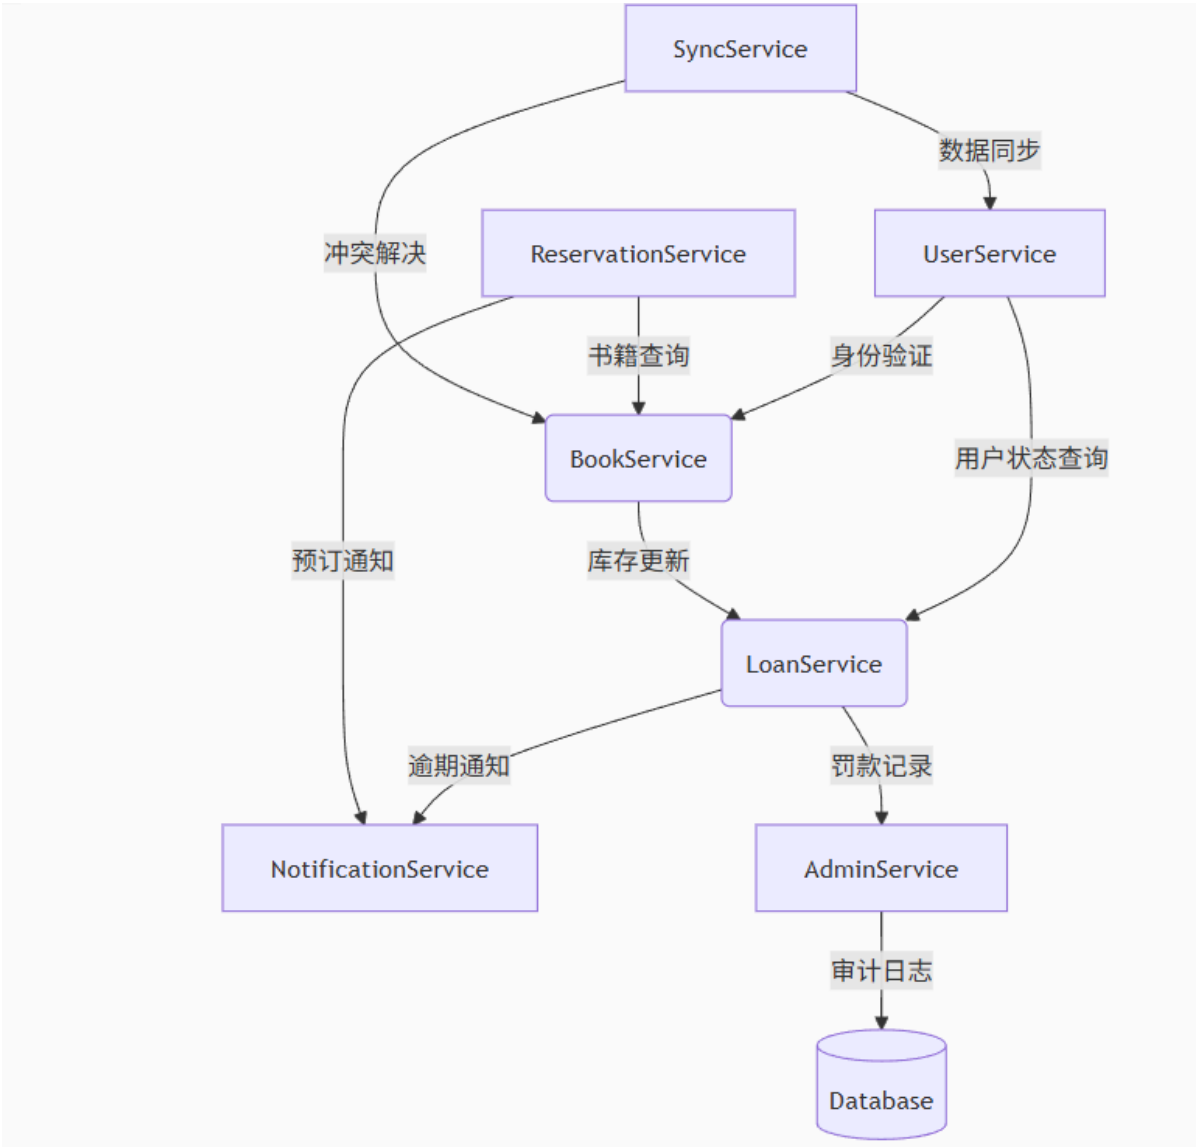 SyncService
数据同步
冲突解决
ReservationService
UserService
书籍查询
身份验证
BookService
用户状态查询
预订通知
库存更新
LoanService
逾期通知
罚款记录
NotificationService
AdminService
审计日志
Database